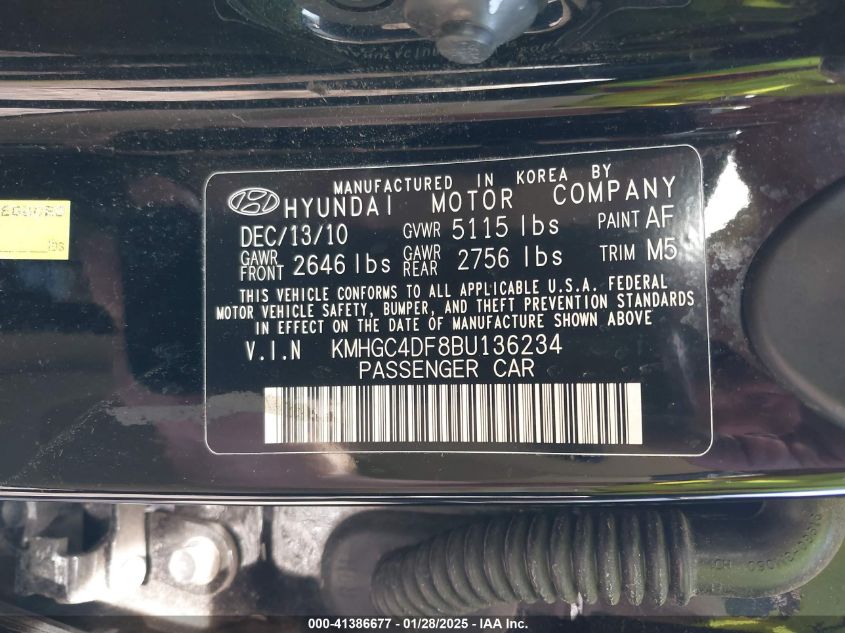 MANUFACTURED IN KOREA BY
HYUNDAI MOTOR COMPANY
DEC/13/10 GVWR 5115 lbs PAINT AF
GAWR FRONT 2646 lbs GAWR REAR 2756 lbs TRIM M5
THIS VEHICLE CONFORMS TO ALL APPLICABLE U.S.A. FEDERAL
MOTOR VEHICLE SAFETY, BUMPER, AND THEFT PREVENTION STANDARDS
IN EFFECT ON THE DATE OF MANUFACTURE SHOWN ABOVE
V.I.N KMHGC4DF8BU136234
PASSENGER CAR
lbs
000-41386677 - 01/28/2025 - IAA Inc.